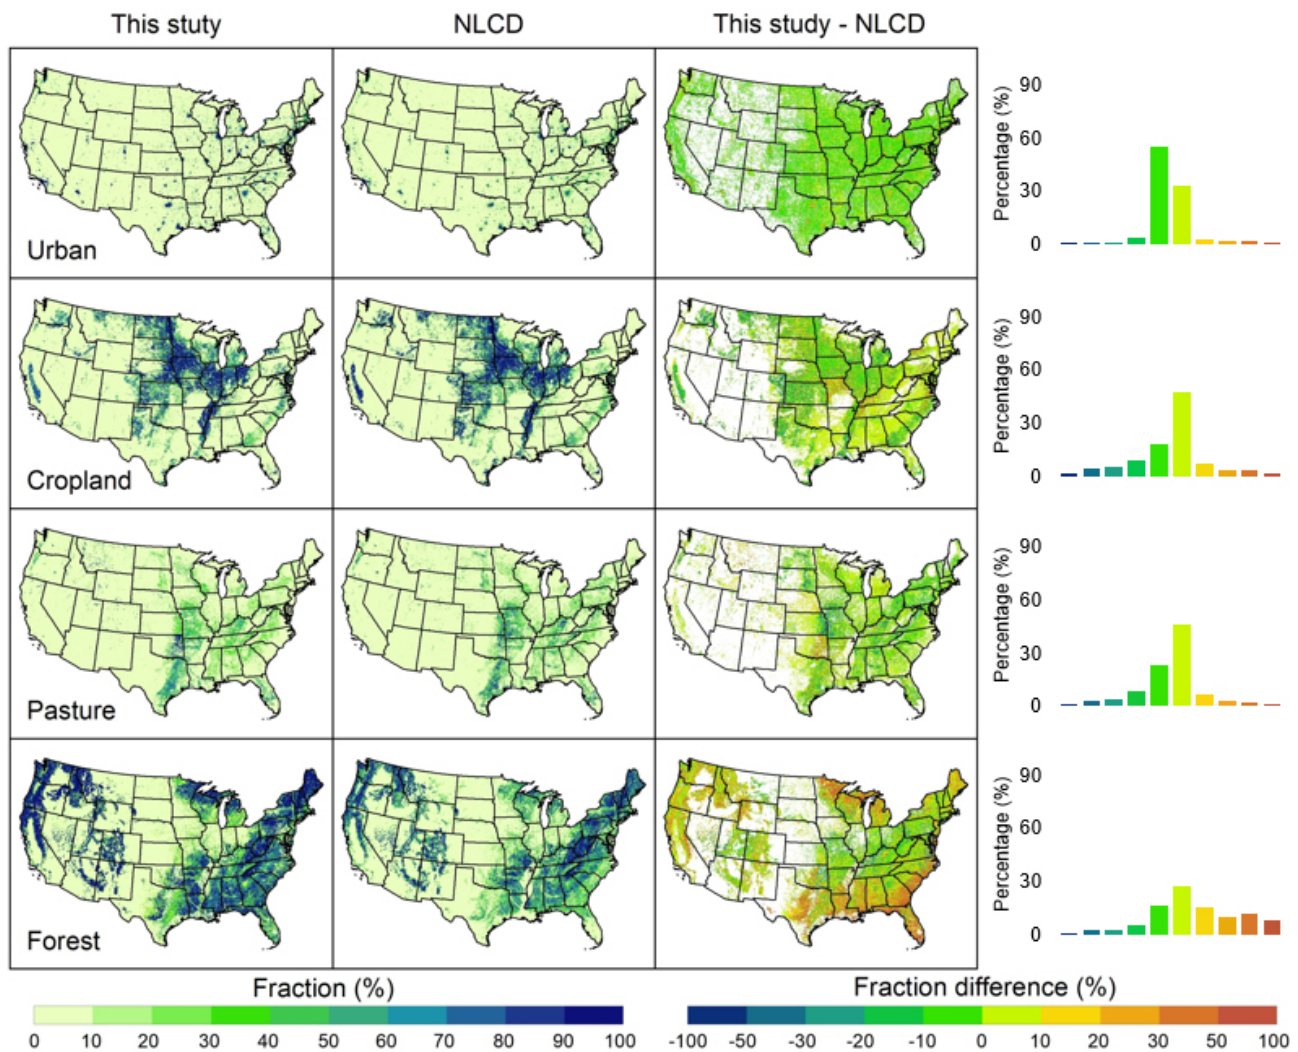 This stuty NLCD This study - NLCD
Urban
Percentage (%)
90
60
30
0
Cropland
Percentage (%)
90
60
30
0
Pasture
Percentage (%)
90
60
30
0
Forest
Percentage (%)
90
60
30
0
Fraction (%) Fraction difference (%)
0 10 20 30 40 50 60 70 80 90 100 -100 -50 -30 -20 -10 0 10 20 30 50 100